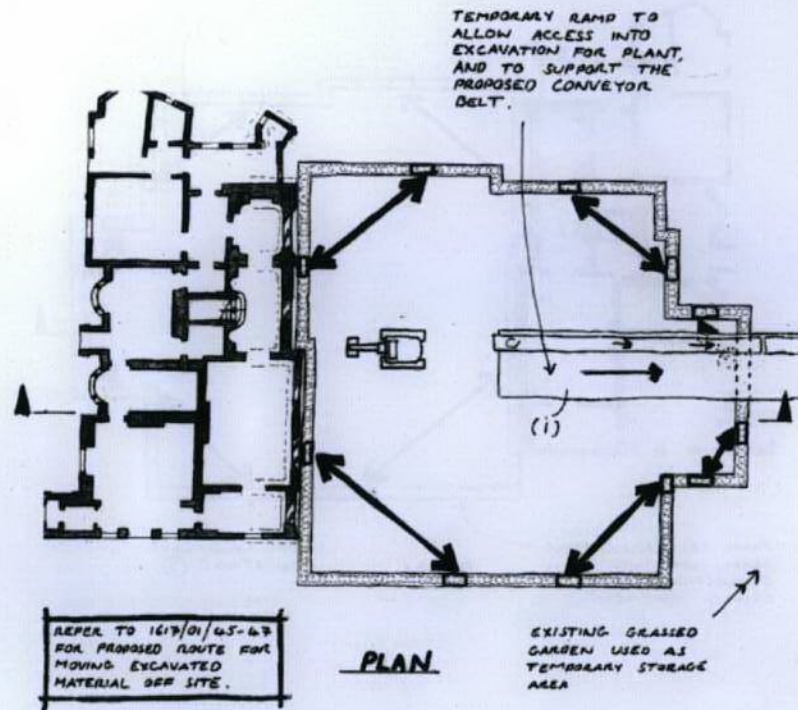 TEMPORARY RAMP TO
ALLOW ACCESS INTO
EXCAVATION FOR PLANT,
AND TO SUPPORT THE
PROPOSED CONVEYOR
BELT.
(i)
REFER TO 1617/01/45-47
FOR PROPOSED ROUTE FOR
MOVING EXCAVATED
MATERIAL OFF SITE.
PLAN
EXISTING GRASSED
GARDEN USED AS
TEMPORARY STORAGE
AREA